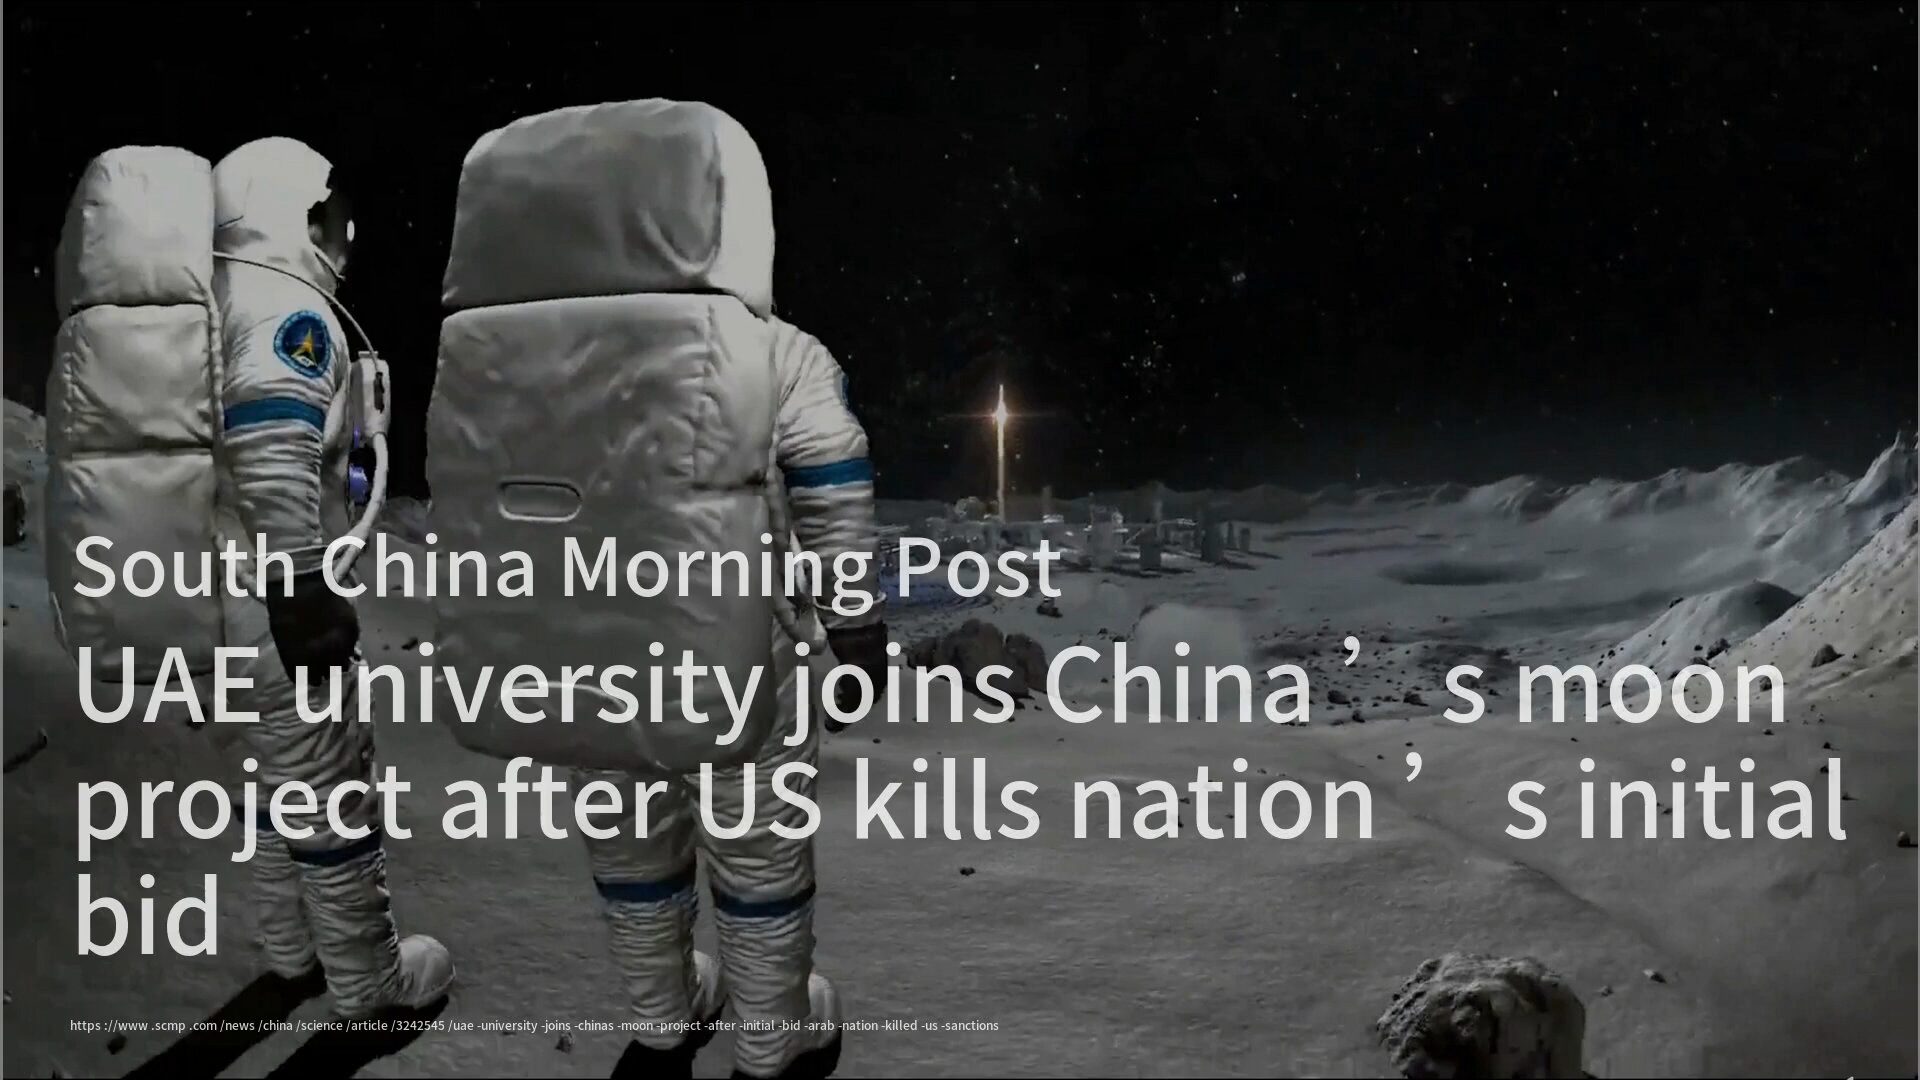 South China Morning Post
UAE university joins China’s moon
project after US kills nation’s initial
bid
https://www.scmp.com/news/china/science/article/3242545/uae-university-joins-chinas-moon-project-after-initial-bid-arab-nation-killed-us-sanctions